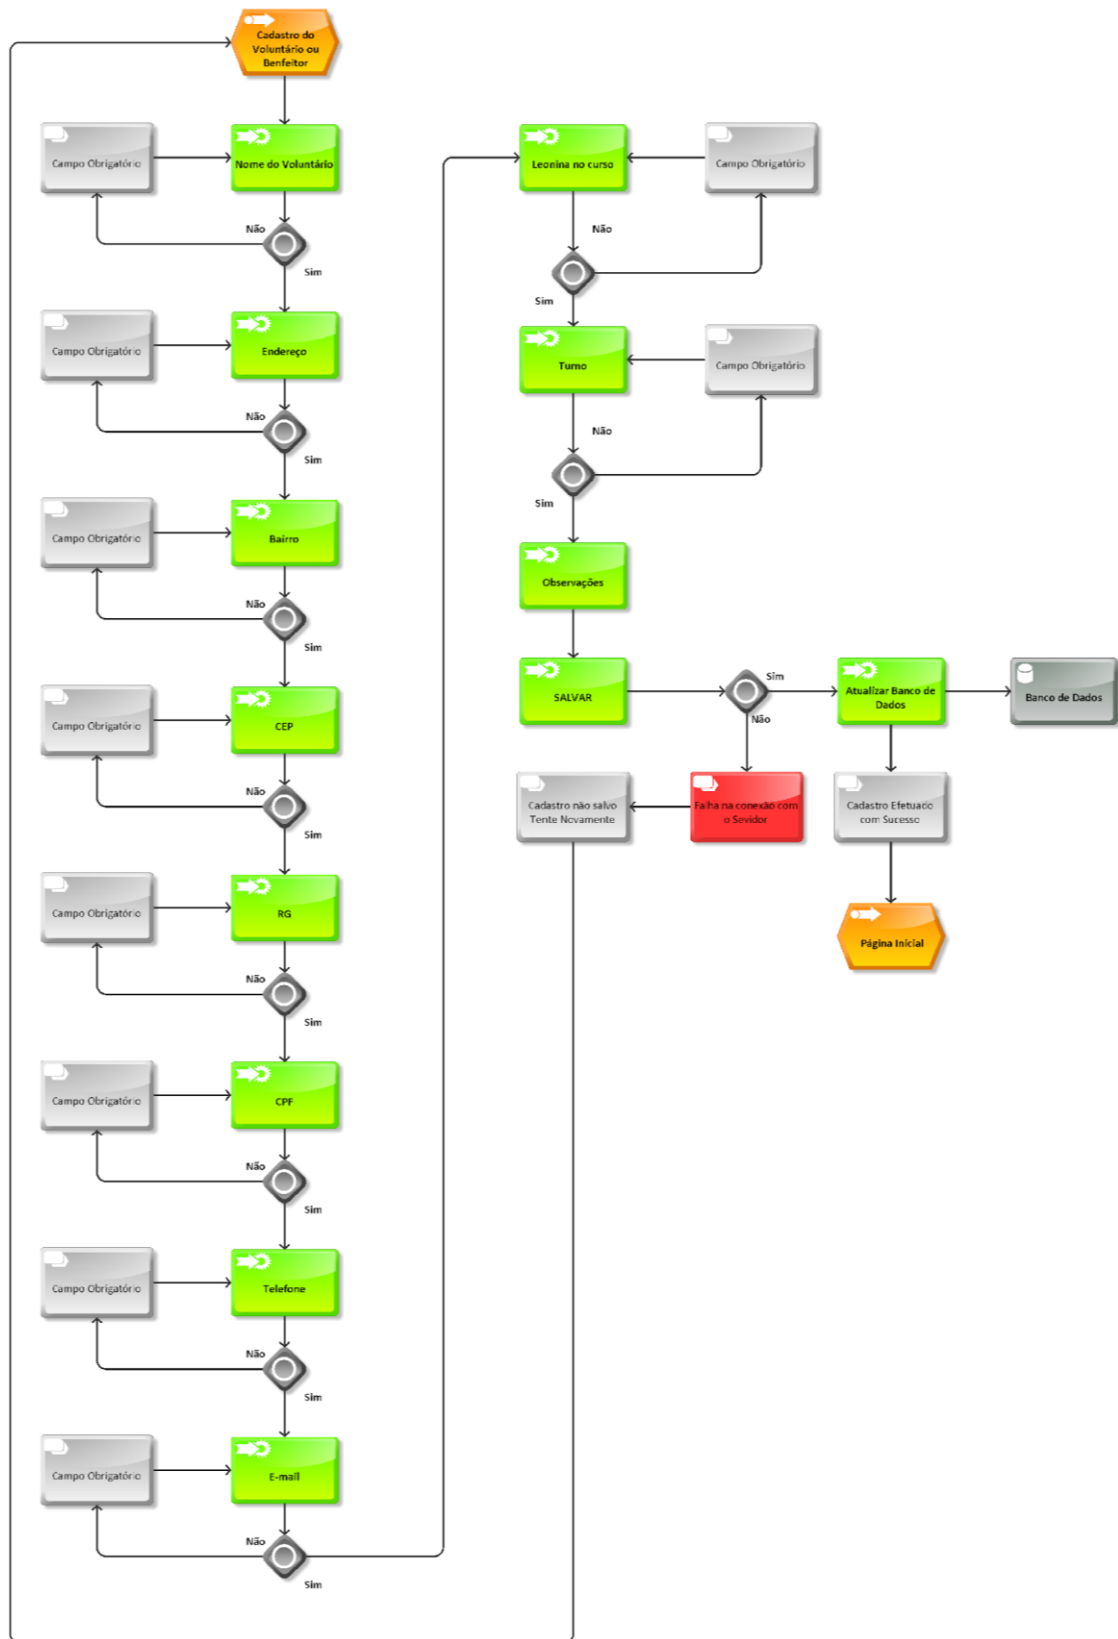 Cadastro do
Voluntário ou
Benfeitor
Campo Obrigatório
Nome do Voluntário
Não
Sim
Campo Obrigatório
Endereço
Não
Sim
Campo Obrigatório
Bairro
Não
Sim
Campo Obrigatório
CEP
Não
Sim
Campo Obrigatório
RG
Não
Sim
Campo Obrigatório
CPF
Não
Sim
Campo Obrigatório
Telefone
Não
Sim
Campo Obrigatório
E-mail
Não
Sim
Leonina no curso
Campo Obrigatório
Não
Sim
Turno
Campo Obrigatório
Não
Sim
Observações
SALVAR
Sim
Não
Atualizar Banco de
Dados
Banco de Dados
Cadastro não salvo
Tente Novamente
Falha na conexão com
o Sevidor
Cadastro Efetuado
com Sucesso
Página Inicial